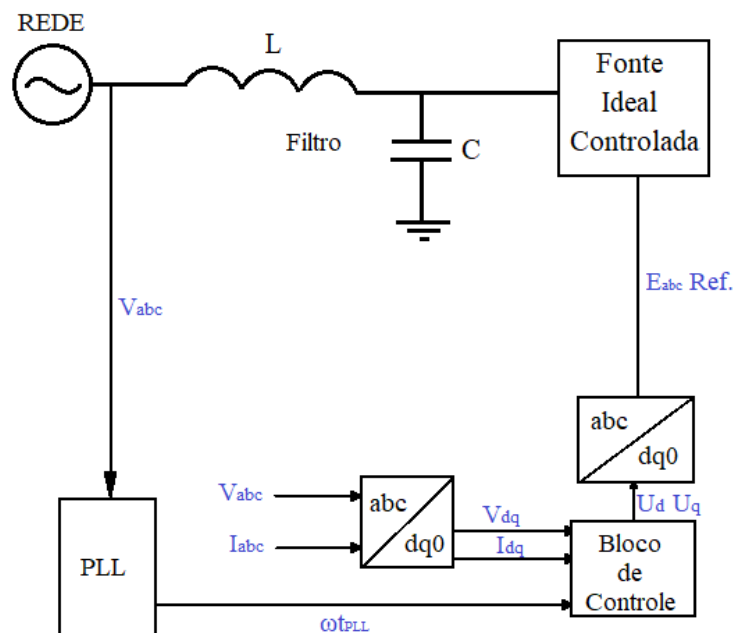 REDE
L
Fonte
Ideal
Controlada
Filtro
C
Vabc
Eabc Ref.
abc
dq0
Ud Uq
Vabc
Iabc
abc
dq0
Vdq
Idq
Bloco
de
Controle
PLL
ωtPLL